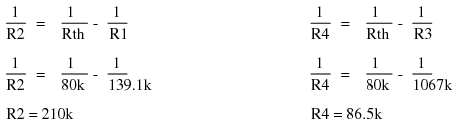 1/R2 = 1/Rth - 1/R1
1/R2 = 1/80k - 1/139.1k
R2 = 210k
1/R4 = 1/Rth - 1/R3
1/R4 = 1/80k - 1/1067k
R4 = 86.5k